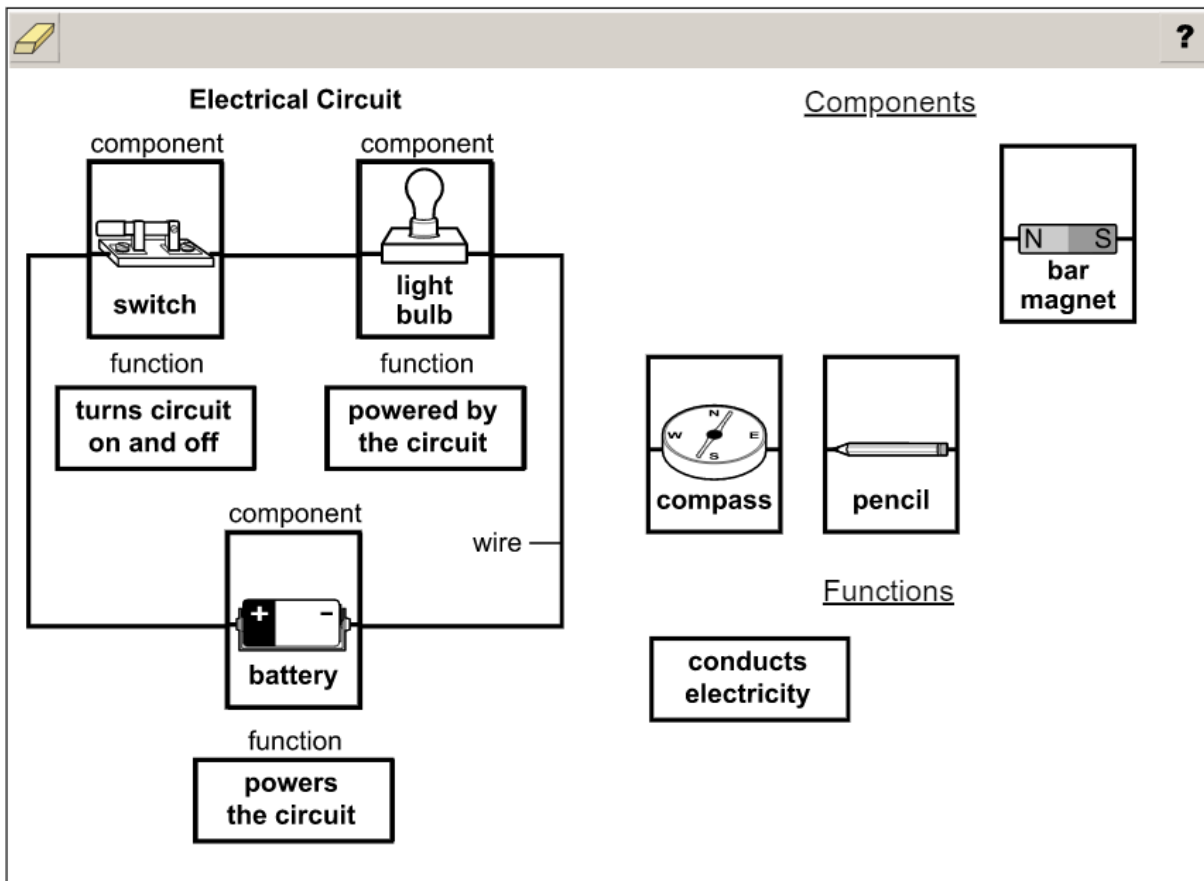 ?
Electrical Circuit
component
component
switch
light
bulb
function
function
turns circuit
on and off
powered by
the circuit
component
wire
+ −
battery
function
powers
the circuit
Components
N S
bar
magnet
N
W E
S
compass
pencil
Functions
conducts
electricity